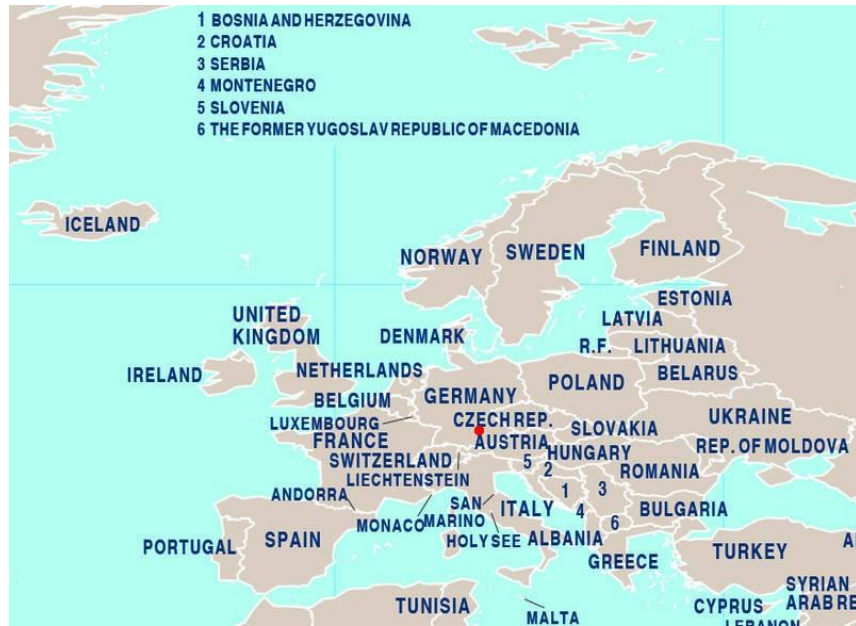 1 BOSNIA AND HERZEGOVINA
2 CROATIA
3 SERBIA
4 MONTENEGRO
5 SLOVENIA
6 THE FORMER YUGOSLAV REPUBLIC OF MACEDONIA
ICELAND
NORWAY
SWEDEN
FINLAND
ESTONIA
LATVIA
UNITED
KINGDOM
DENMARK
R.F.
LITHUANIA
IRELAND
NETHERLANDS
BELARUS
POLAND
GERMANY
BELGIUM
LUXEMBOURG
CZECH REP.
UKRAINE
SLOVAKIA
FRANCE
AUSTRIA
REP. OF MOLDOVA
HUNGARY
SWITZERLAND
5
2
ROMANIA
LIECHTENSTEIN
1
3
ANDORRA
SAN
MARINO
ITALY
4
BULGARIA
MONACO
6
HOLY SEE
ALBANIA
PORTUGAL
SPAIN
GREECE
TURKEY
SYRIAN
ARAB RE
TUNISIA
MALTA
CYPRUS
LEBANON